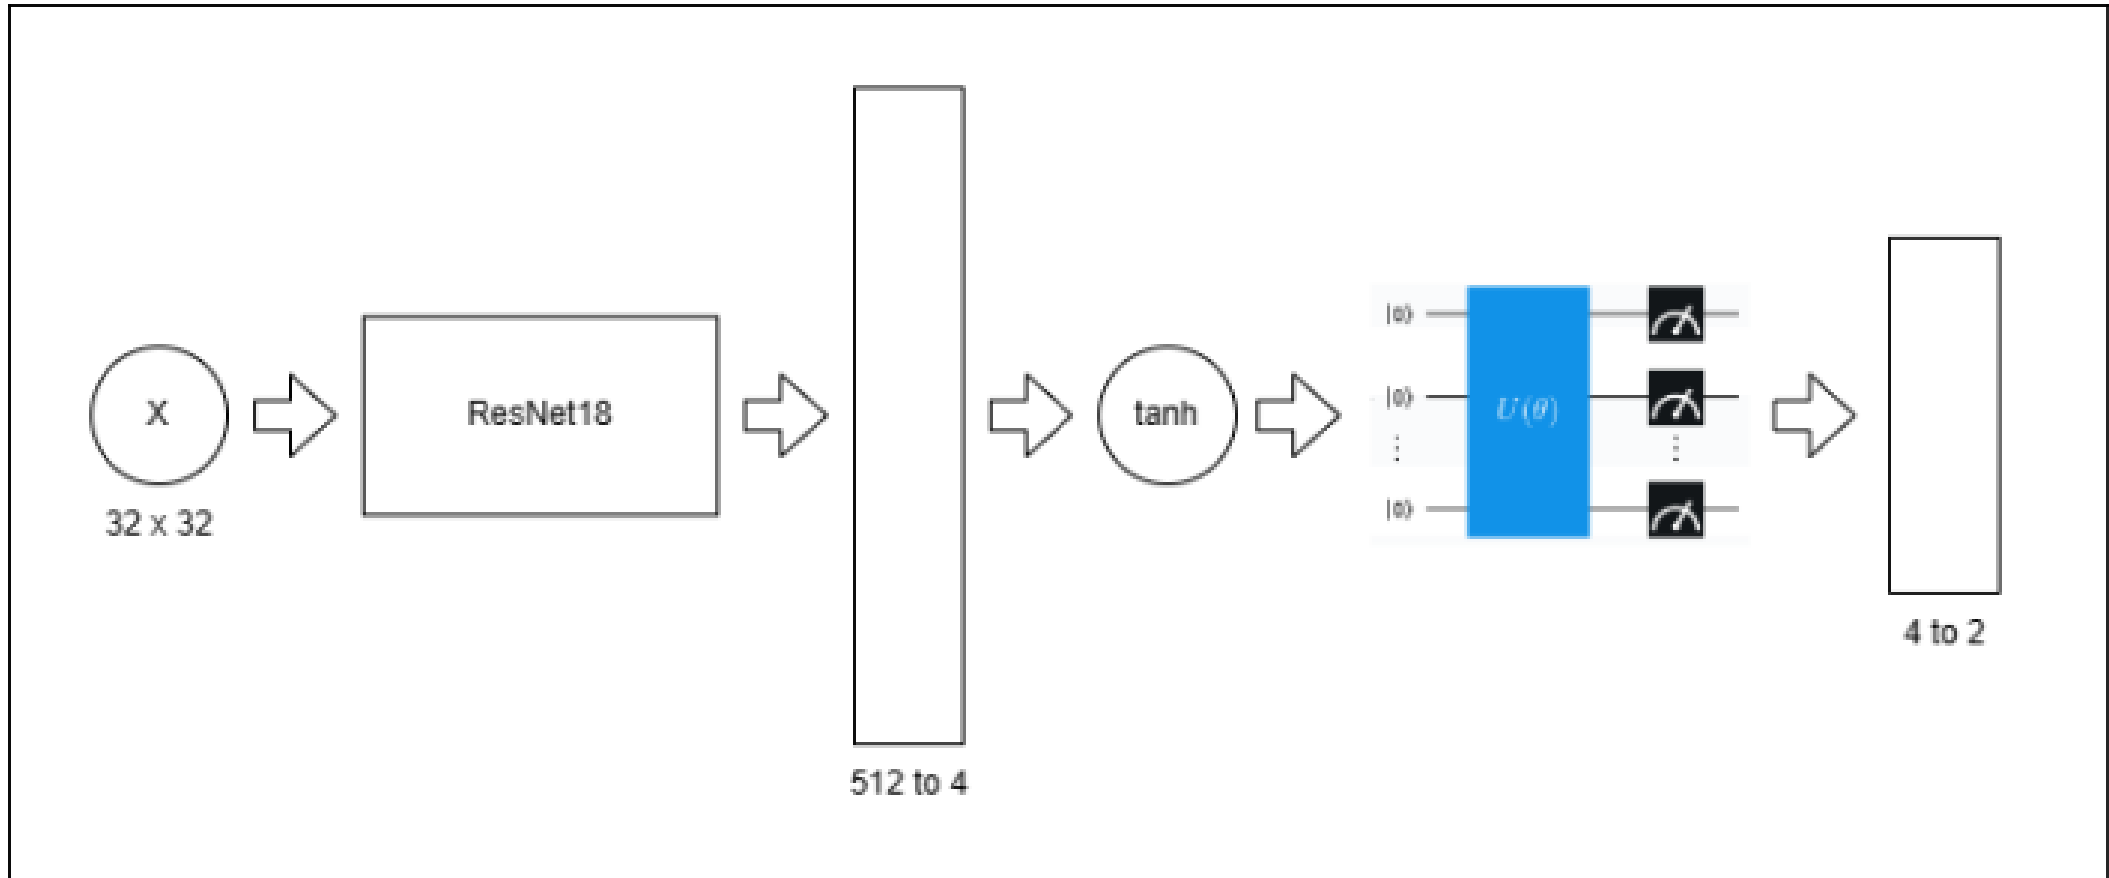 X
32 x 32
ResNet18
512 to 4
tanh
|0⟩
|0⟩
⋮
|0⟩
U(θ)
⋮
4 to 2